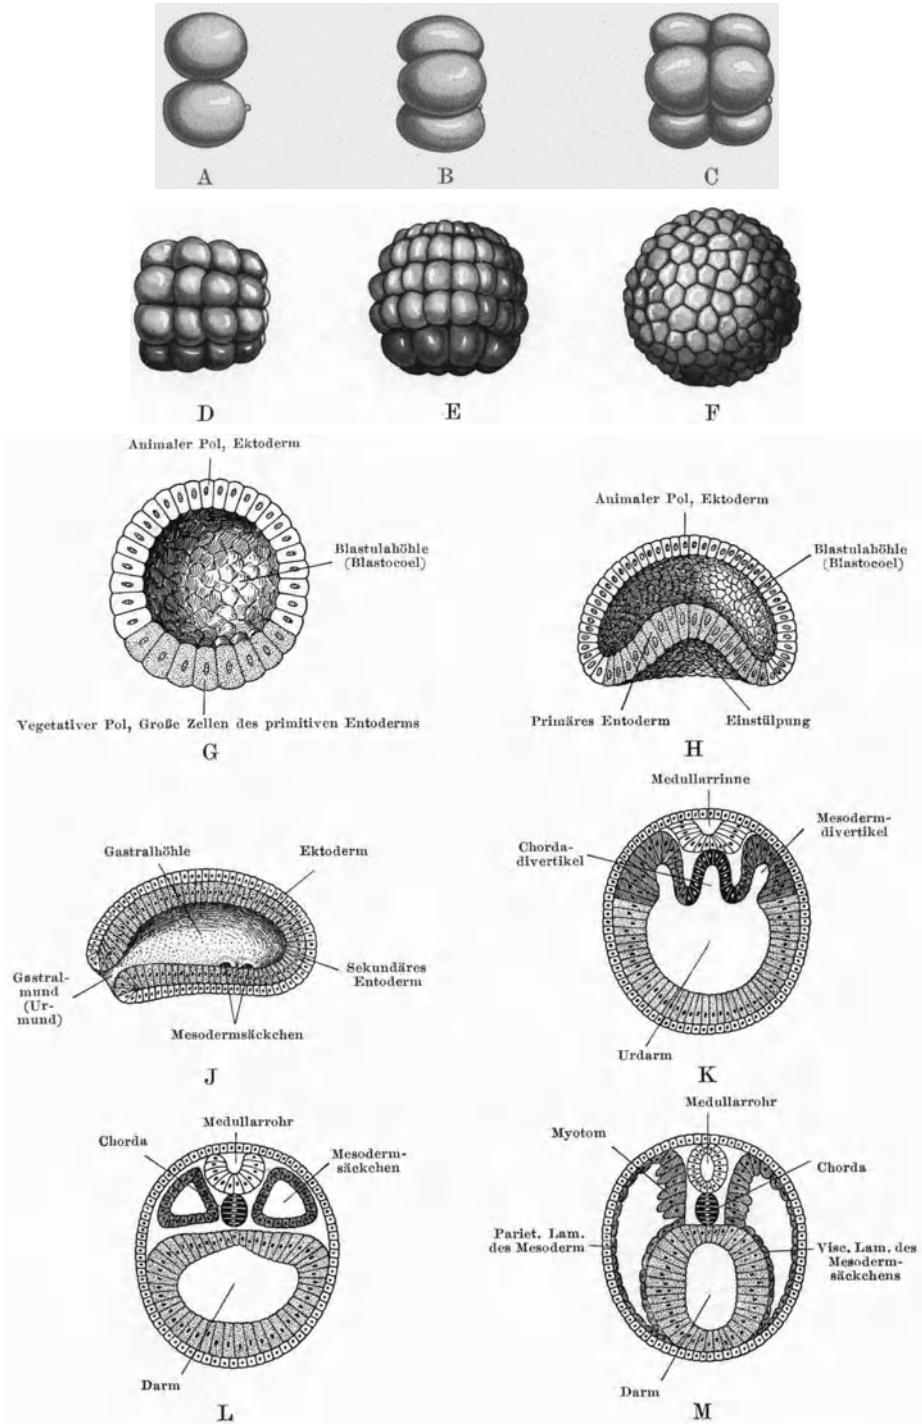 A
B
C
D
E
F
Animaler Pol, Ektoderm
Blastulahöhle
(Blastocoel)
Vegetativer Pol, Große Zellen des primitiven Entoderms
G
Animaler Pol, Ektoderm
Blastulahöhle
(Blastocoel)
Primäres Entoderm
Einstülpung
H
Gastralhöhle
Ektoderm
Gastral-
mund
(Ur-
mund)
Sekundäres
Entoderm
Mesodermsäckchen
J
Medullarrinne
Chorda-
divertikel
Mesoderm-
divertikel
Urdarm
K
Medullarrohr
Chorda
Mesoderm-
säckchen
Darm
L
Medullarrohr
Myotom
Chorda
Pariet. Lam.
des Mesoderm
Visc. Lam. des
Mesoderm-
säckchens
Darm
M